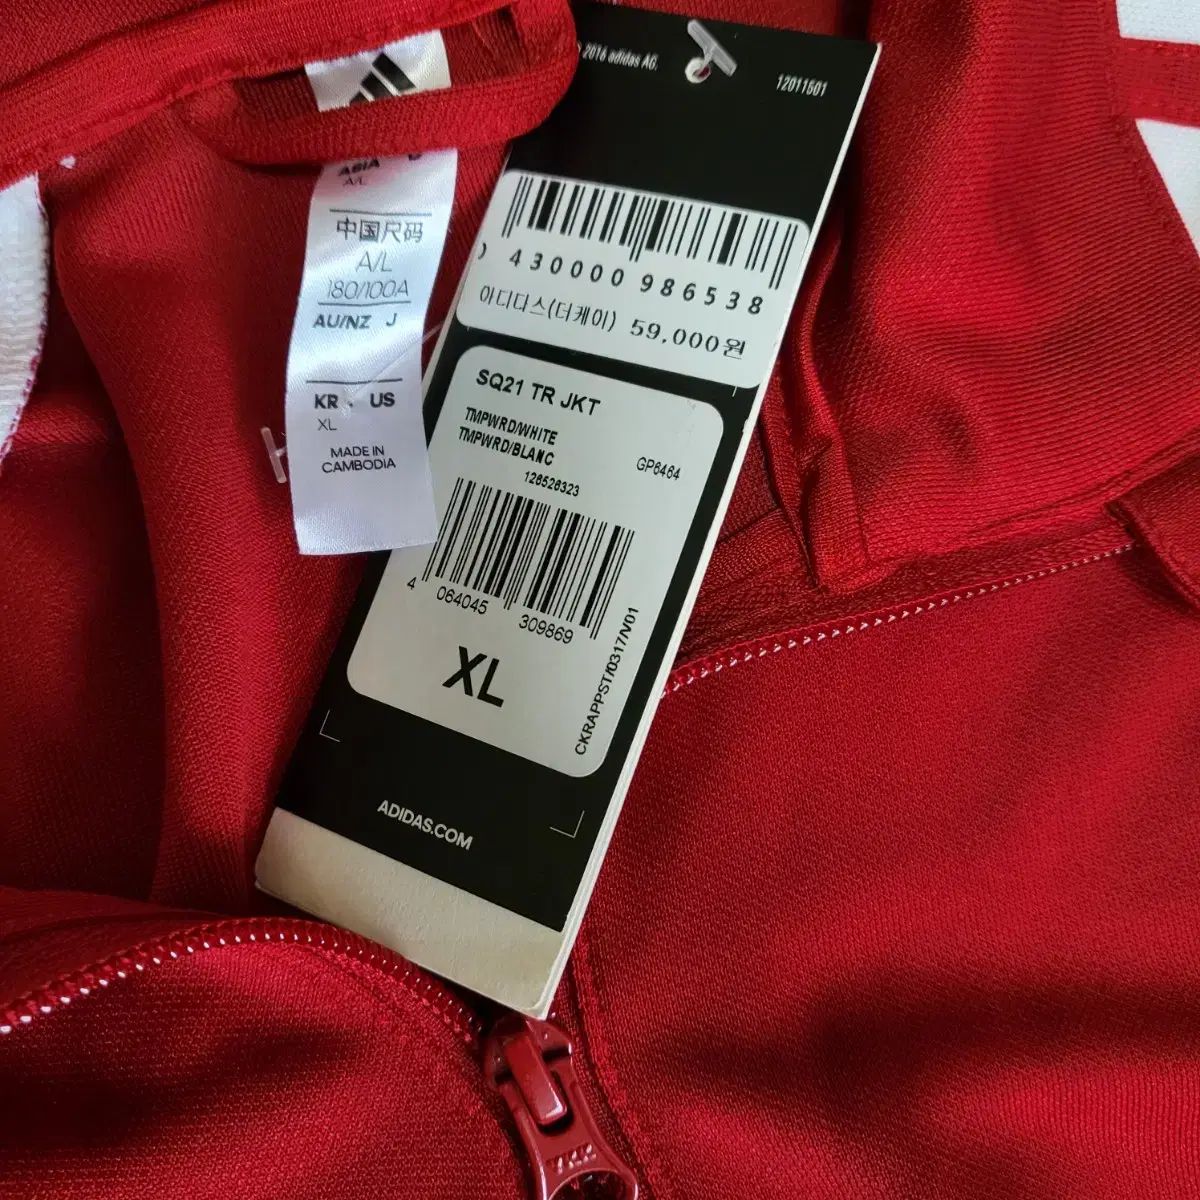 ASIA
A/L
中国尺码
A/L
180/100A
AU/NZ J
KR US
XL
MADE IN
CAMBODIA
2016 adidas AG.
12011501
430000 986538
아디다스(더케이) 59,000원
SQ21 TR JKT
TMPWRD/WHITE
TMPWRD/BLANC
GP6464
128528323
4 064045 309869
XL
CKRAPPST/0317/V01
ADIDAS.COM
YKK